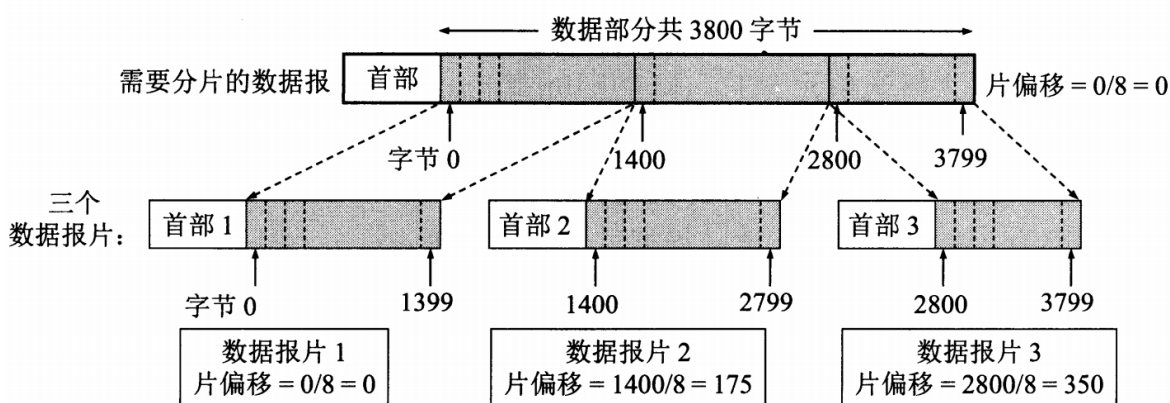 数据部分共 3800 字节
需要分片的数据报 首部 片偏移 = 0/8 = 0
字节 0 1400 2800 3799
三个
数据报片： 首部 1 首部 2 首部 3
字节 0 1399 1400 2799 2800 3799
数据报片 1 数据报片 2 数据报片 3
片偏移 = 0/8 = 0 片偏移 = 1400/8 = 175 片偏移 = 2800/8 = 350